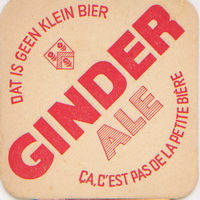 DAT IS GEEN KLEIN BIER
GINDER
ALE
ÇA, C'EST PAS DE LA PETITE BIÈRE